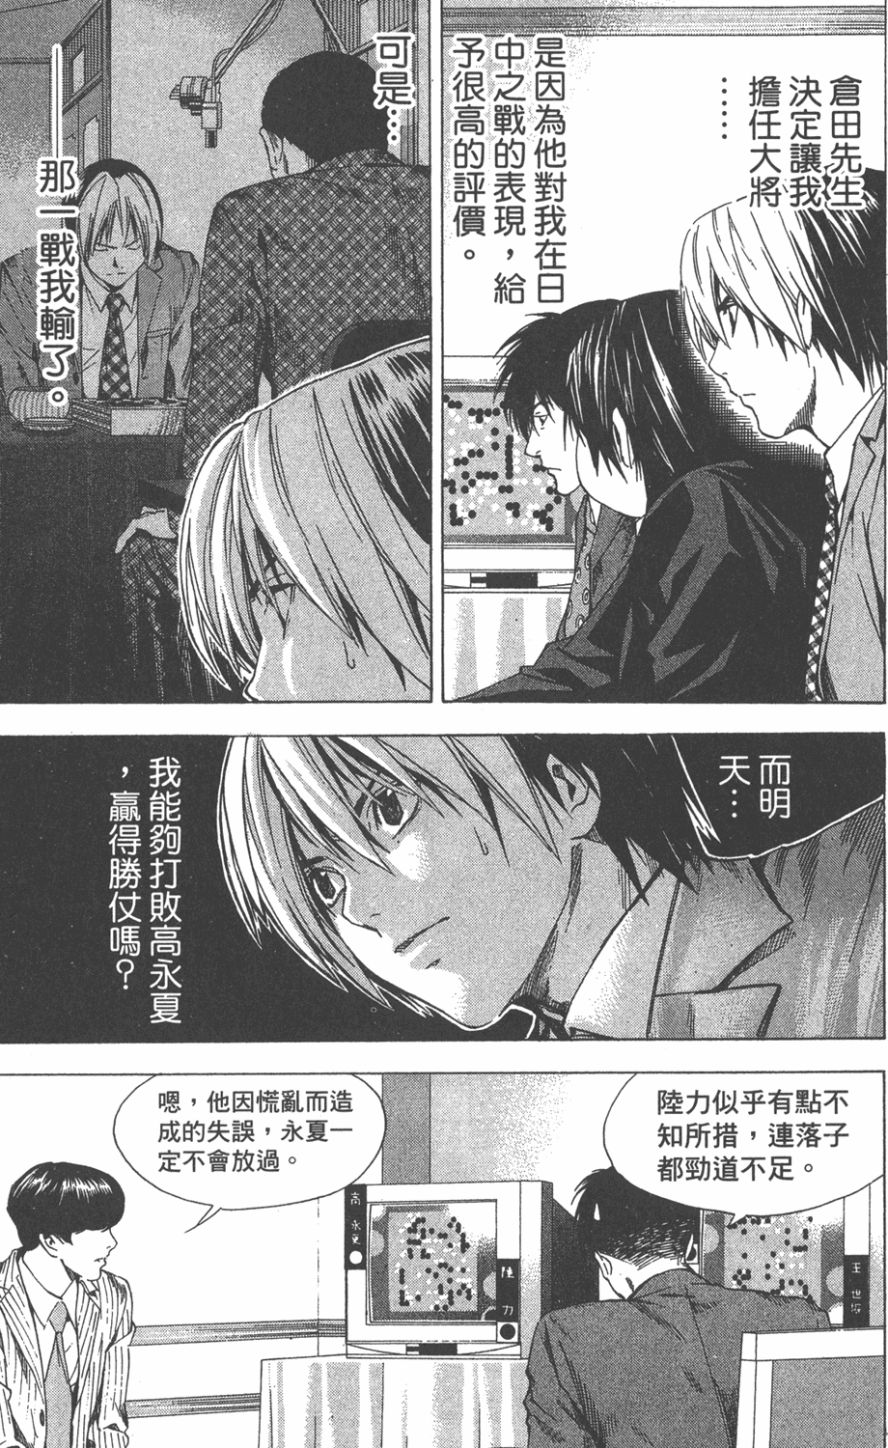 倉田先生
決定讓我
擔任大將
……
是因為他對我在日
中之戰的表現，給
予很高的評價。
可是…
——那一戰我輸了。
而明
天…
我能夠打敗高永夏
，贏得勝仗嗎？
陸力似乎有點不
知所措，連落子
都勁道不足。
嗯，他因慌亂而造
成的失誤，永夏一
定不會放過。
高永夏
陸力
王世振